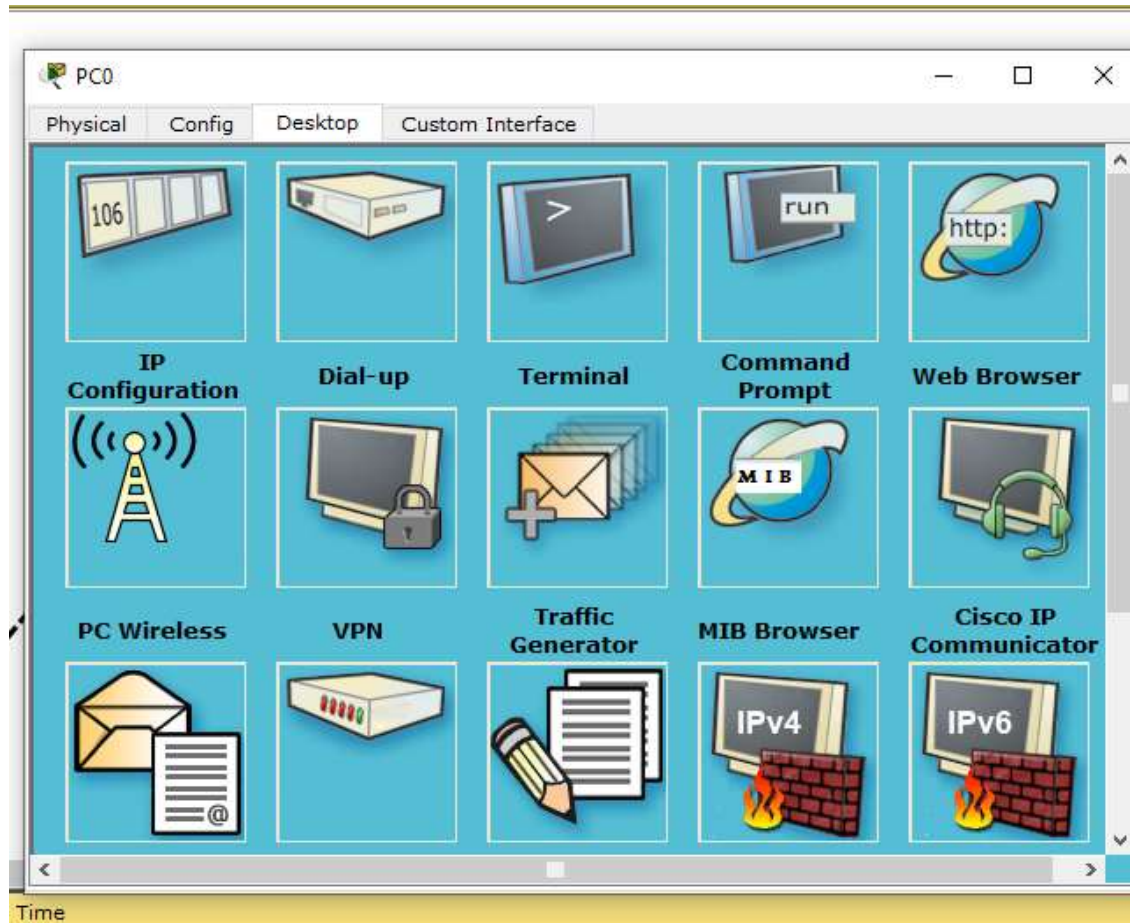 PC0
Physical Config Desktop Custom Interface
106
>
run
http:
IP
Configuration
Dial-up
Terminal
Command
Prompt
Web Browser
MIB
PC Wireless
VPN
Traffic
Generator
MIB Browser
Cisco IP
Communicator
@
IPv4
IPv6
Time